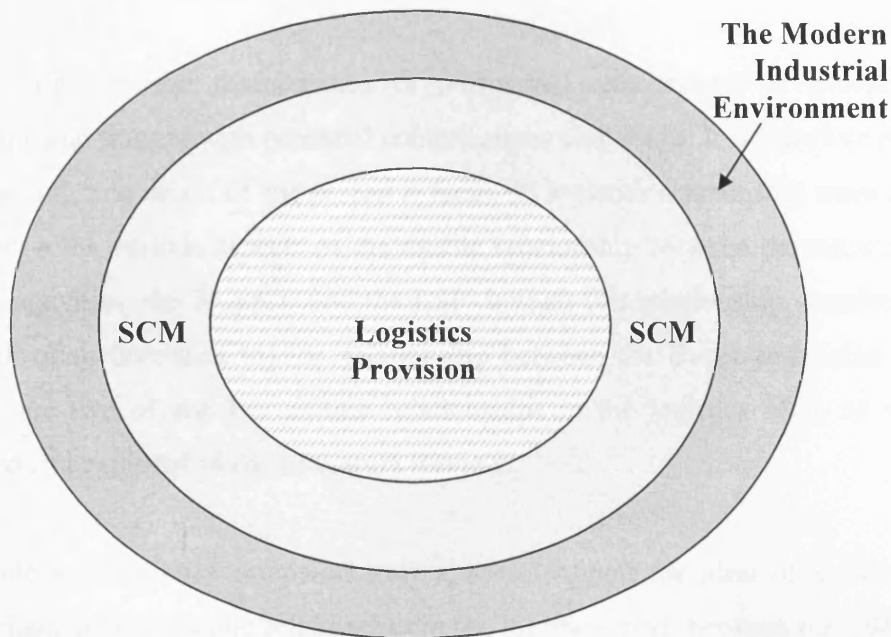 The Modern
Industrial
Environment
SCM
Logistics
Provision
SCM